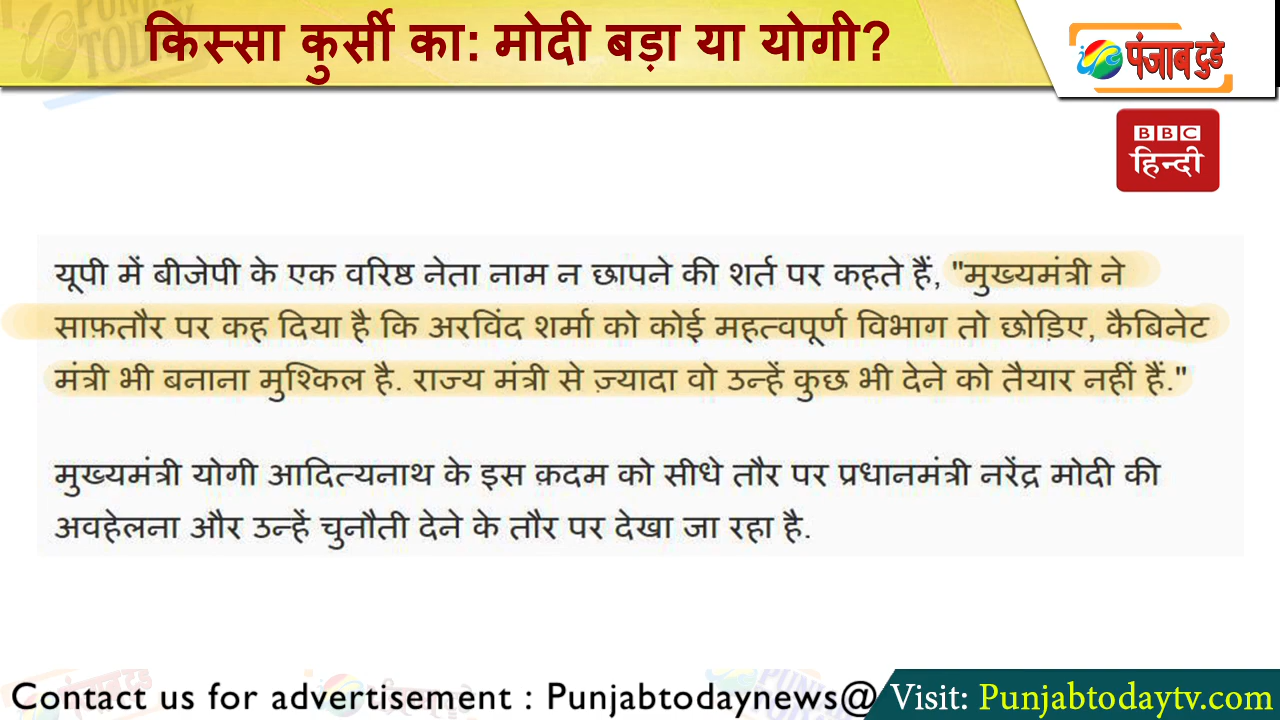 किस्सा कुर्सी का: मोदी बड़ा या योगी?
पंजाब टुडे
BBC
हिन्दी
यूपी में बीजेपी के एक वरिष्ठ नेता नाम न छापने की शर्त पर कहते हैं, "मुख्यमंत्री ने
साफ़तौर पर कह दिया है कि अरविंद शर्मा को कोई महत्वपूर्ण विभाग तो छोड़िए, कैबिनेट
मंत्री भी बनाना मुश्किल है. राज्य मंत्री से ज़्यादा वो उन्हें कुछ भी देने को तैयार नहीं हैं."
मुख्यमंत्री योगी आदित्यनाथ के इस क़दम को सीधे तौर पर प्रधानमंत्री नरेंद्र मोदी की
अवहेलना और उन्हें चुनौती देने के तौर पर देखा जा रहा है.
Contact us for advertisement : Punjabtodaynews@
Visit: Punjabtodaytv.com